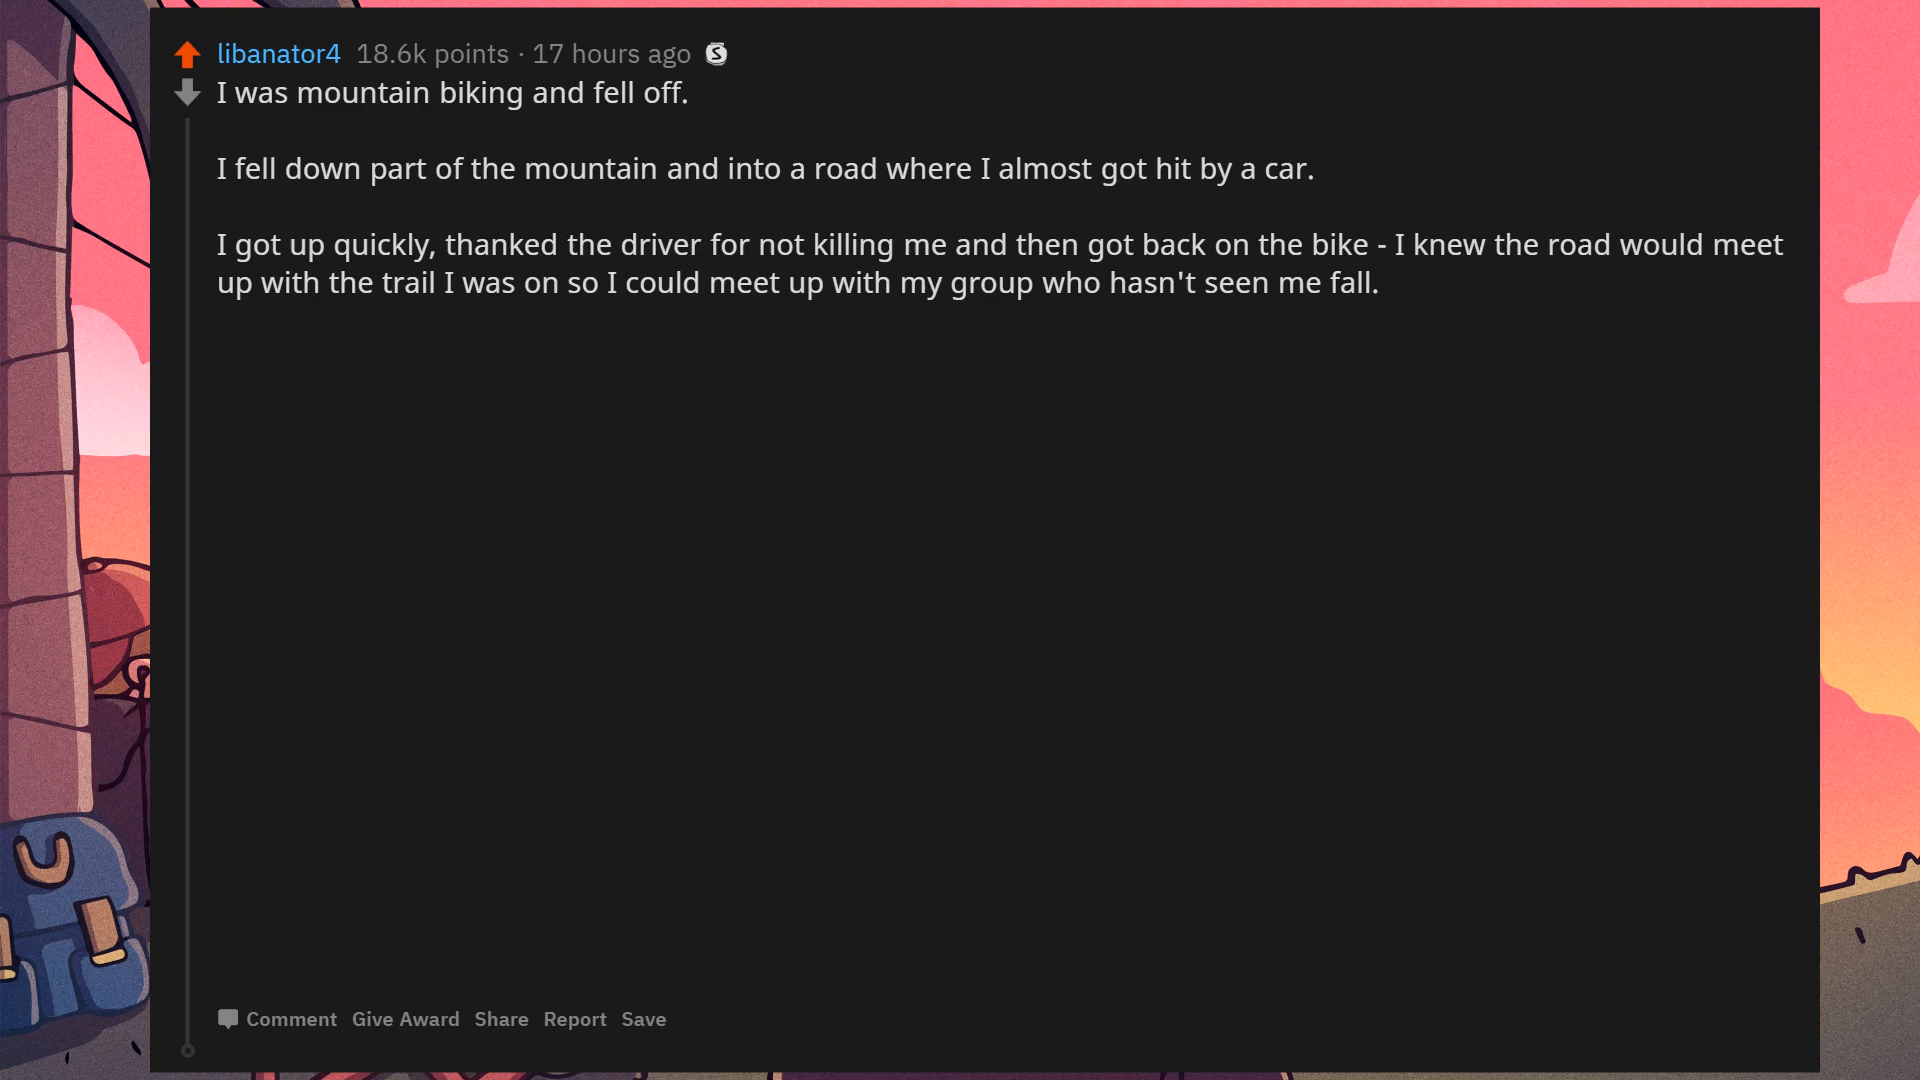 libanator4 18.6k points · 17 hours ago S
I was mountain biking and fell off.
I fell down part of the mountain and into a road where I almost got hit by a car.
I got up quickly, thanked the driver for not killing me and then got back on the bike - I knew the road would meet
up with the trail I was on so I could meet up with my group who hasn't seen me fall.
Comment Give Award Share Report Save